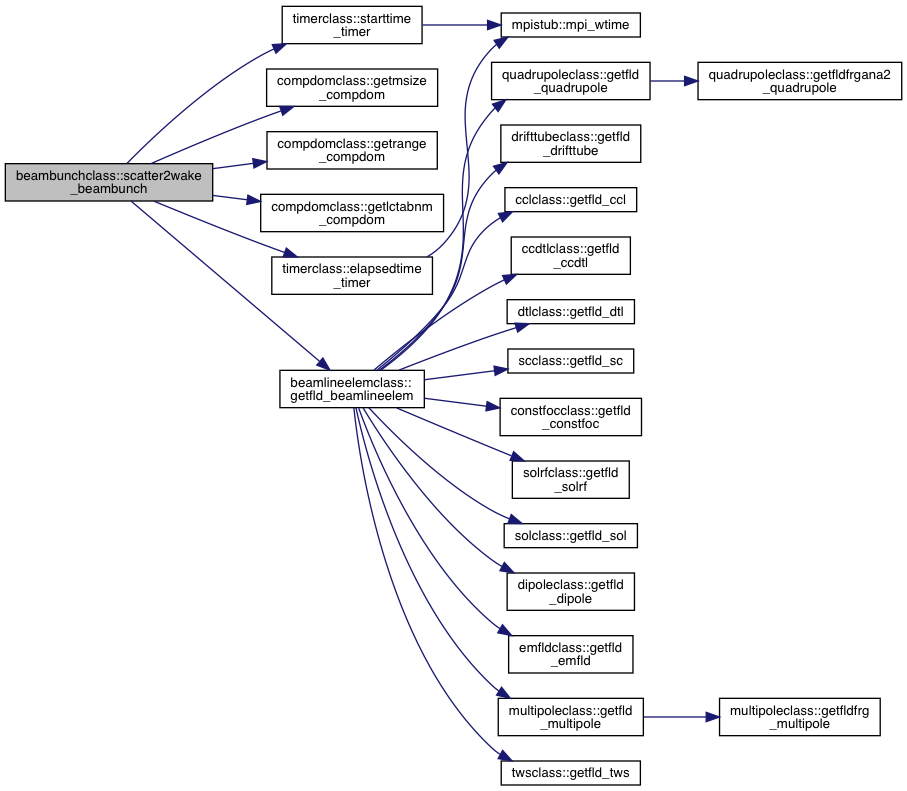 beambunchclass::scatter2wake
_beambunch
timerclass::starttime
_timer
compdomclass::getmsize
_compdom
compdomclass::getrange
_compdom
compdomclass::getlctabnm
_compdom
timerclass::elapsedtime
_timer
beamlineelemclass::
getfld_beamlineelem
mpistub::mpi_wtime
quadrupoleclass::getfld
_quadrupole
drifttubeclass::getfld
_drifttube
cclclass::getfld_ccl
ccdtlclass::getfld
_ccdtl
dtlclass::getfld_dtl
scclass::getfld_sc
constfocclass::getfld
_constfoc
solrfclass::getfld
_solrf
solclass::getfld_sol
dipoleclass::getfld
_dipole
emfldclass::getfld
_emfld
multipoleclass::getfld
_multipole
twsclass::getfld_tws
quadrupoleclass::getfldfrgana2
_quadrupole
multipoleclass::getfldfrg
_multipole